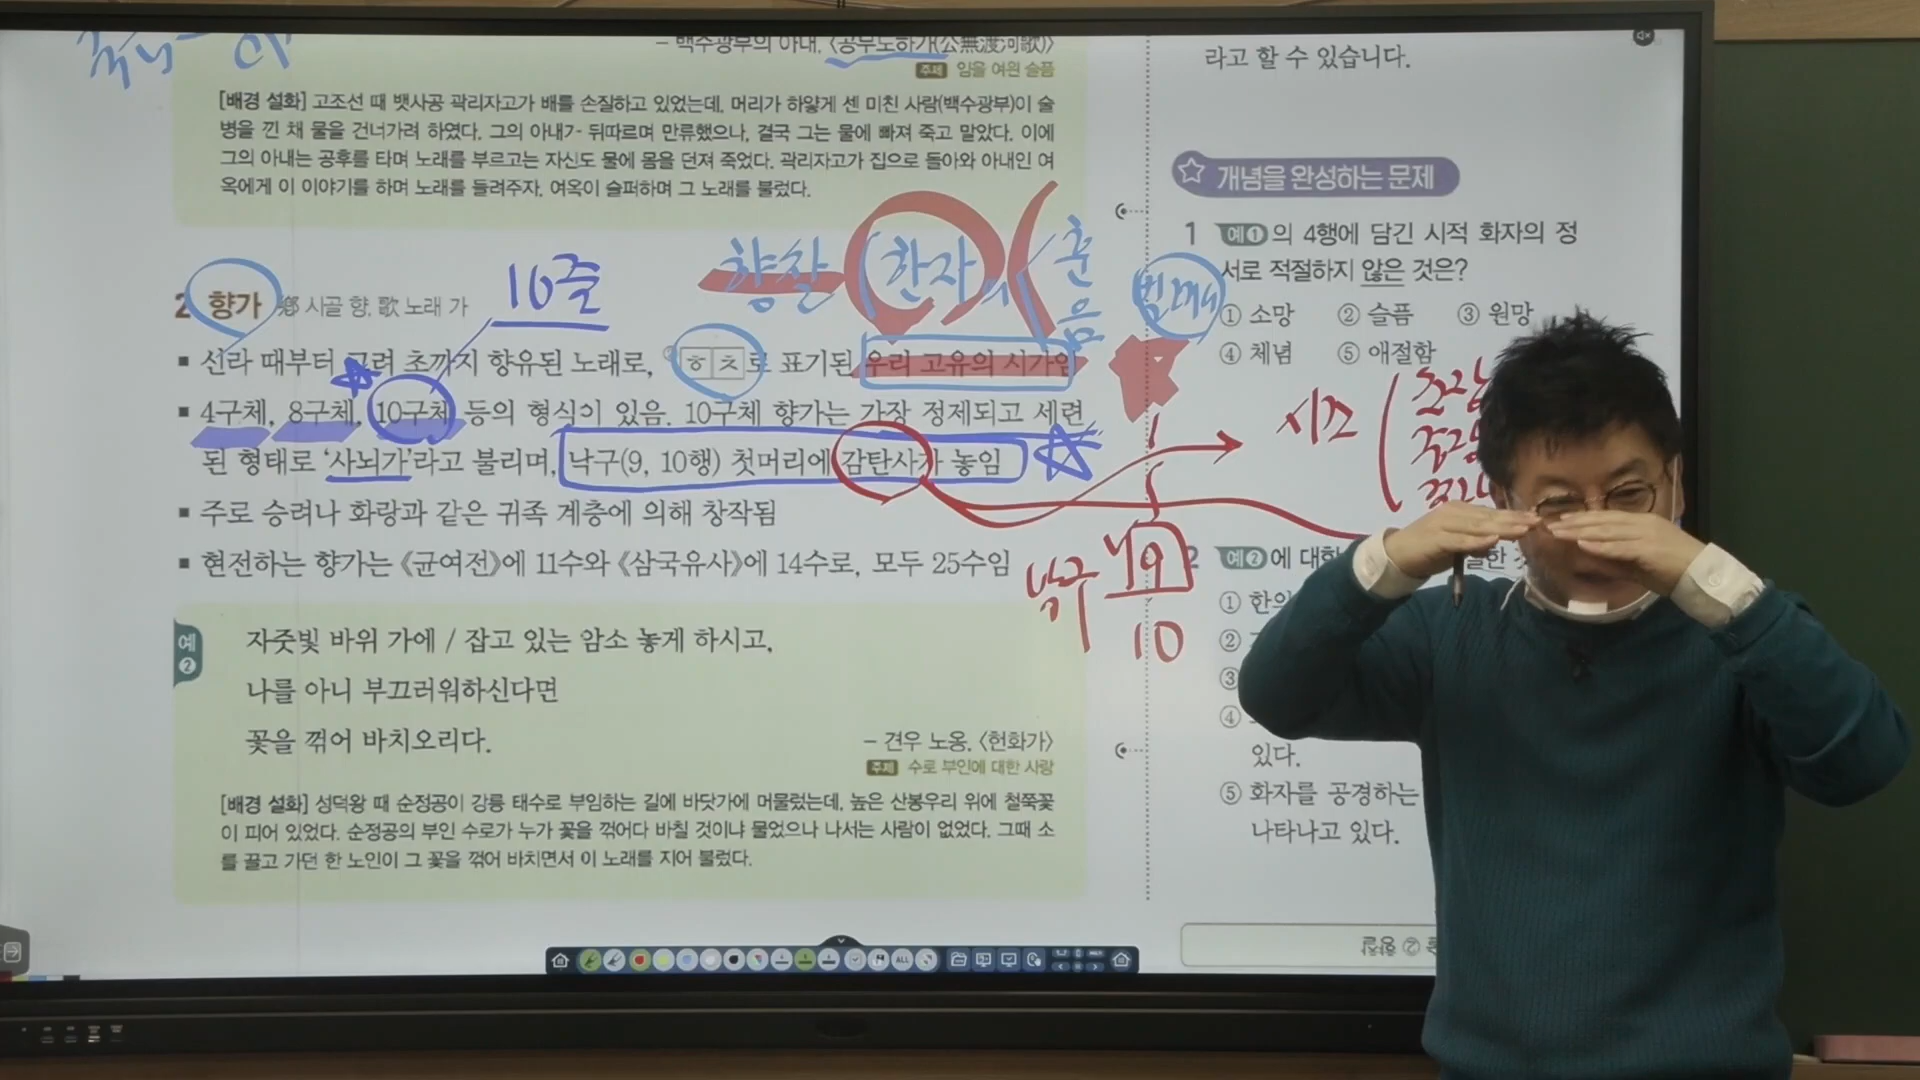 - 백수광부의 아내, 〈공무도하가(公無渡河歌)〉
주제 임을 여읜 슬픔
[배경 설화] 고조선 때 뱃사공 곽리자고가 배를 손질하고 있었는데, 머리가 하얗게 센 미친 사람(백수광부)이 술
병을 낀 채 물을 건너가려 하였다. 그의 아내가 뒤따르며 만류했으나, 결국 그는 물에 빠져 죽고 말았다. 이에
그의 아내는 공후를 타며 노래를 부르고는 자신도 물에 몸을 던져 죽었다. 곽리자고가 집으로 돌아와 아내인 여
옥에게 이 이야기를 하며 노래를 들려주자, 여옥이 슬퍼하며 그 노래를 불렀다.
향찰 (한자의 (훈
음
빌려
10줄
2 향가 鄕 시골 향, 歌 노래 가
■ 신라 때부터 고려 초까지 향유된 노래로, ㅎㅊ로 표기된 우리 고유의 시가임
■ 4구체, 8구체, 10구체 등의 형식이 있음. 10구체 향가는 가장 정제되고 세련
된 형태로 '사뇌가'라고 불리며, 낙구(9, 10행) 첫머리에 감탄사가 놓임
■ 주로 승려나 화랑과 같은 귀족 계층에 의해 창작됨
■ 현전하는 향가는 《균여전》에 11수와 《삼국유사》에 14수로, 모두 25수임
낙구 9
10
예 2
자줏빛 바위 가에 / 잡고 있는 암소 놓게 하시고,
나를 아니 부끄러워하신다면
꽃을 꺾어 바치오리다.
- 견우 노옹, 〈헌화가〉
주제 수로 부인에 대한 사랑
[배경 설화] 성덕왕 때 순정공이 강릉 태수로 부임하는 길에 바닷가에 머물렀는데, 높은 산봉우리 위에 철쭉꽃
이 피어 있었다. 순정공의 부인 수로가 누가 꽃을 꺾어다 바칠 것이냐 물었으나 나서는 사람이 없었다. 그때 소
를 끌고 가던 한 노인이 그 꽃을 꺾어 바치면서 이 노래를 지어 불렀다.
라고 할 수 있습니다.
개념을 완성하는 문제
1 예1의 4행에 담긴 시적 화자의 정
서로 적절하지 않은 것은?
① 소망 ② 슬픔 ③ 원망
④ 체념 ⑤ 애절함
시조
초장
2 예2에 대한
① 한
②
③
④
있다.
⑤ 화자를 공경하는
나타나고 있다.
② 향찰
ALL